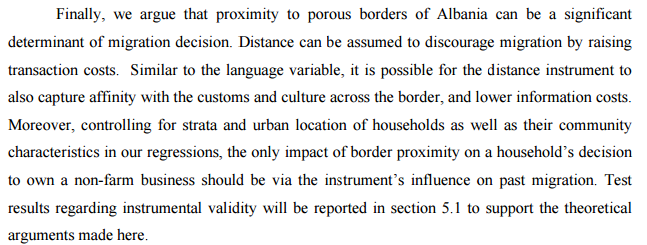 Finally, we argue that proximity to porous borders of Albania can be a significant
determinant of migration decision. Distance can be assumed to discourage migration by raising
transaction costs.  Similar to the language variable, it is possible for the distance instrument to
also capture affinity with the customs and culture across the border, and lower information costs.
Moreover, controlling for strata and urban location of households as well as their community
characteristics in our regressions, the only impact of border proximity on a household's decision
to own a non-farm business should be via the instrument's influence on past migration. Test
results regarding instrumental validity will be reported in section 5.1 to support the theoretical
arguments made here.